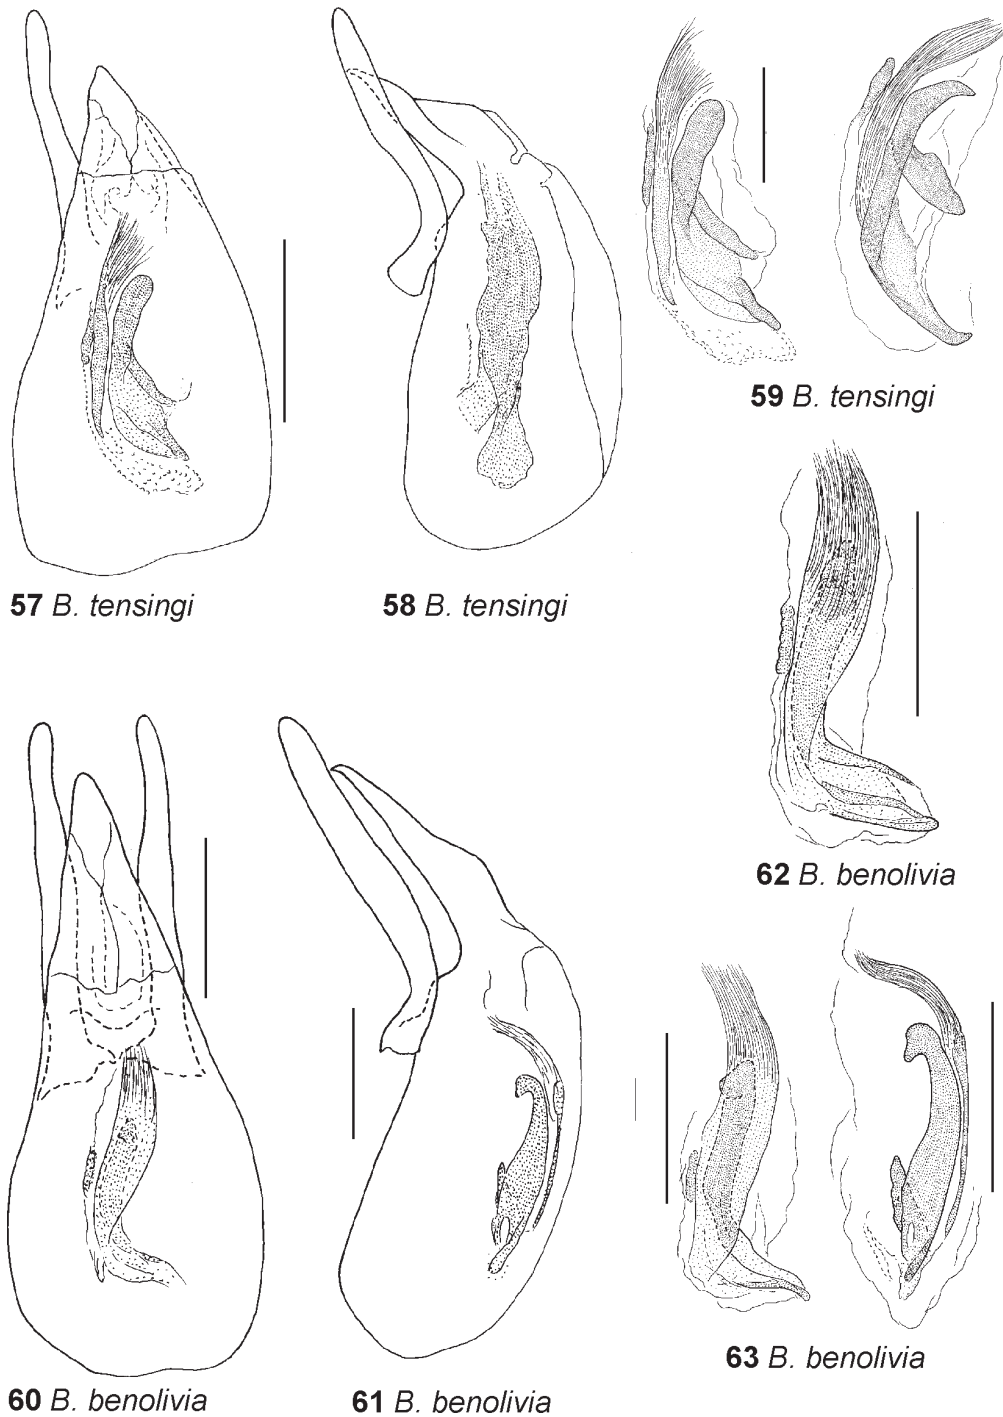 57 B. tensingi
58 B. tensingi
59 B. tensingi
60 B. benolivia
61 B. benolivia
62 B. benolivia
63 B. benolivia